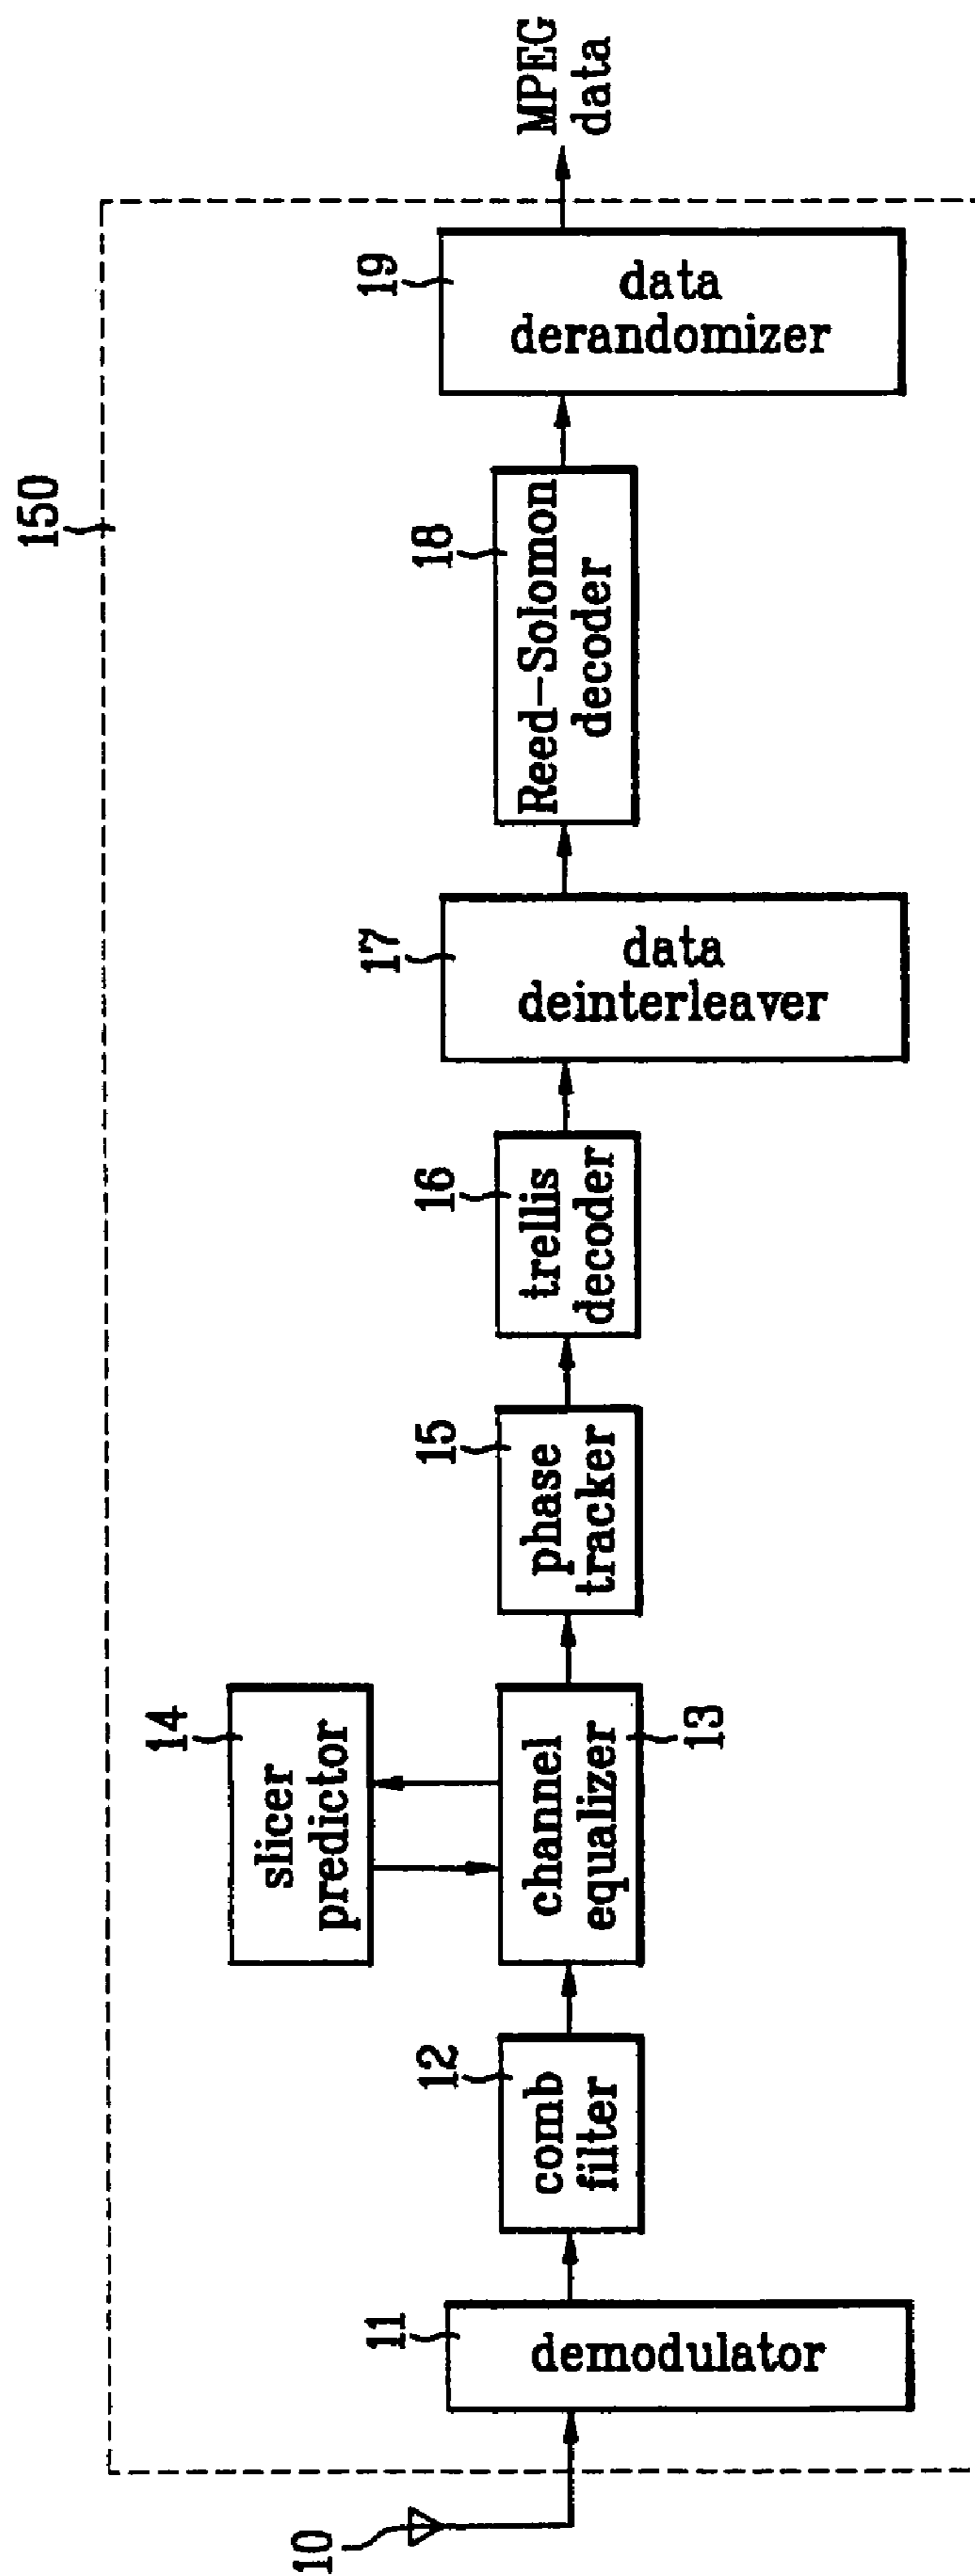 150
10
11
demodulator
12
comb
filter
14
slicer
predictor
channel
equalizer
13
15
phase
tracker
16
trellis
decoder
17
data
deinterleaver
18
Reed-Solomon
decoder
19
data
derandomizer
MPEG
data